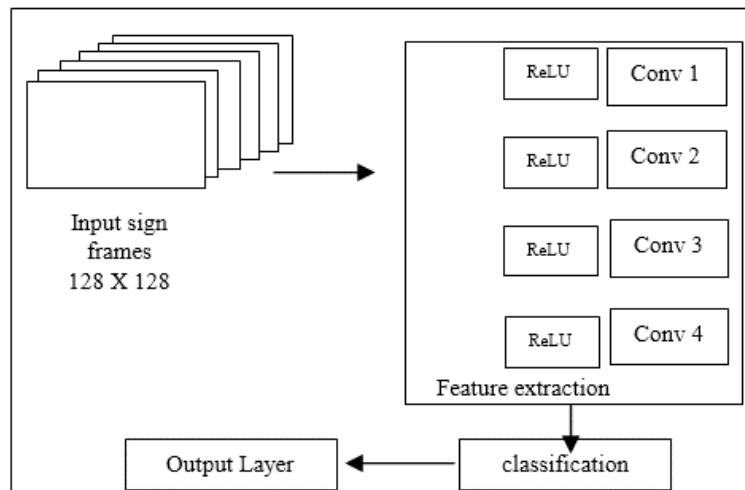 ReLU Conv 1
ReLU Conv 2
Input sign
frames
128 X 128
ReLU Conv 3
ReLU Conv 4
Feature extraction
Output Layer
classification